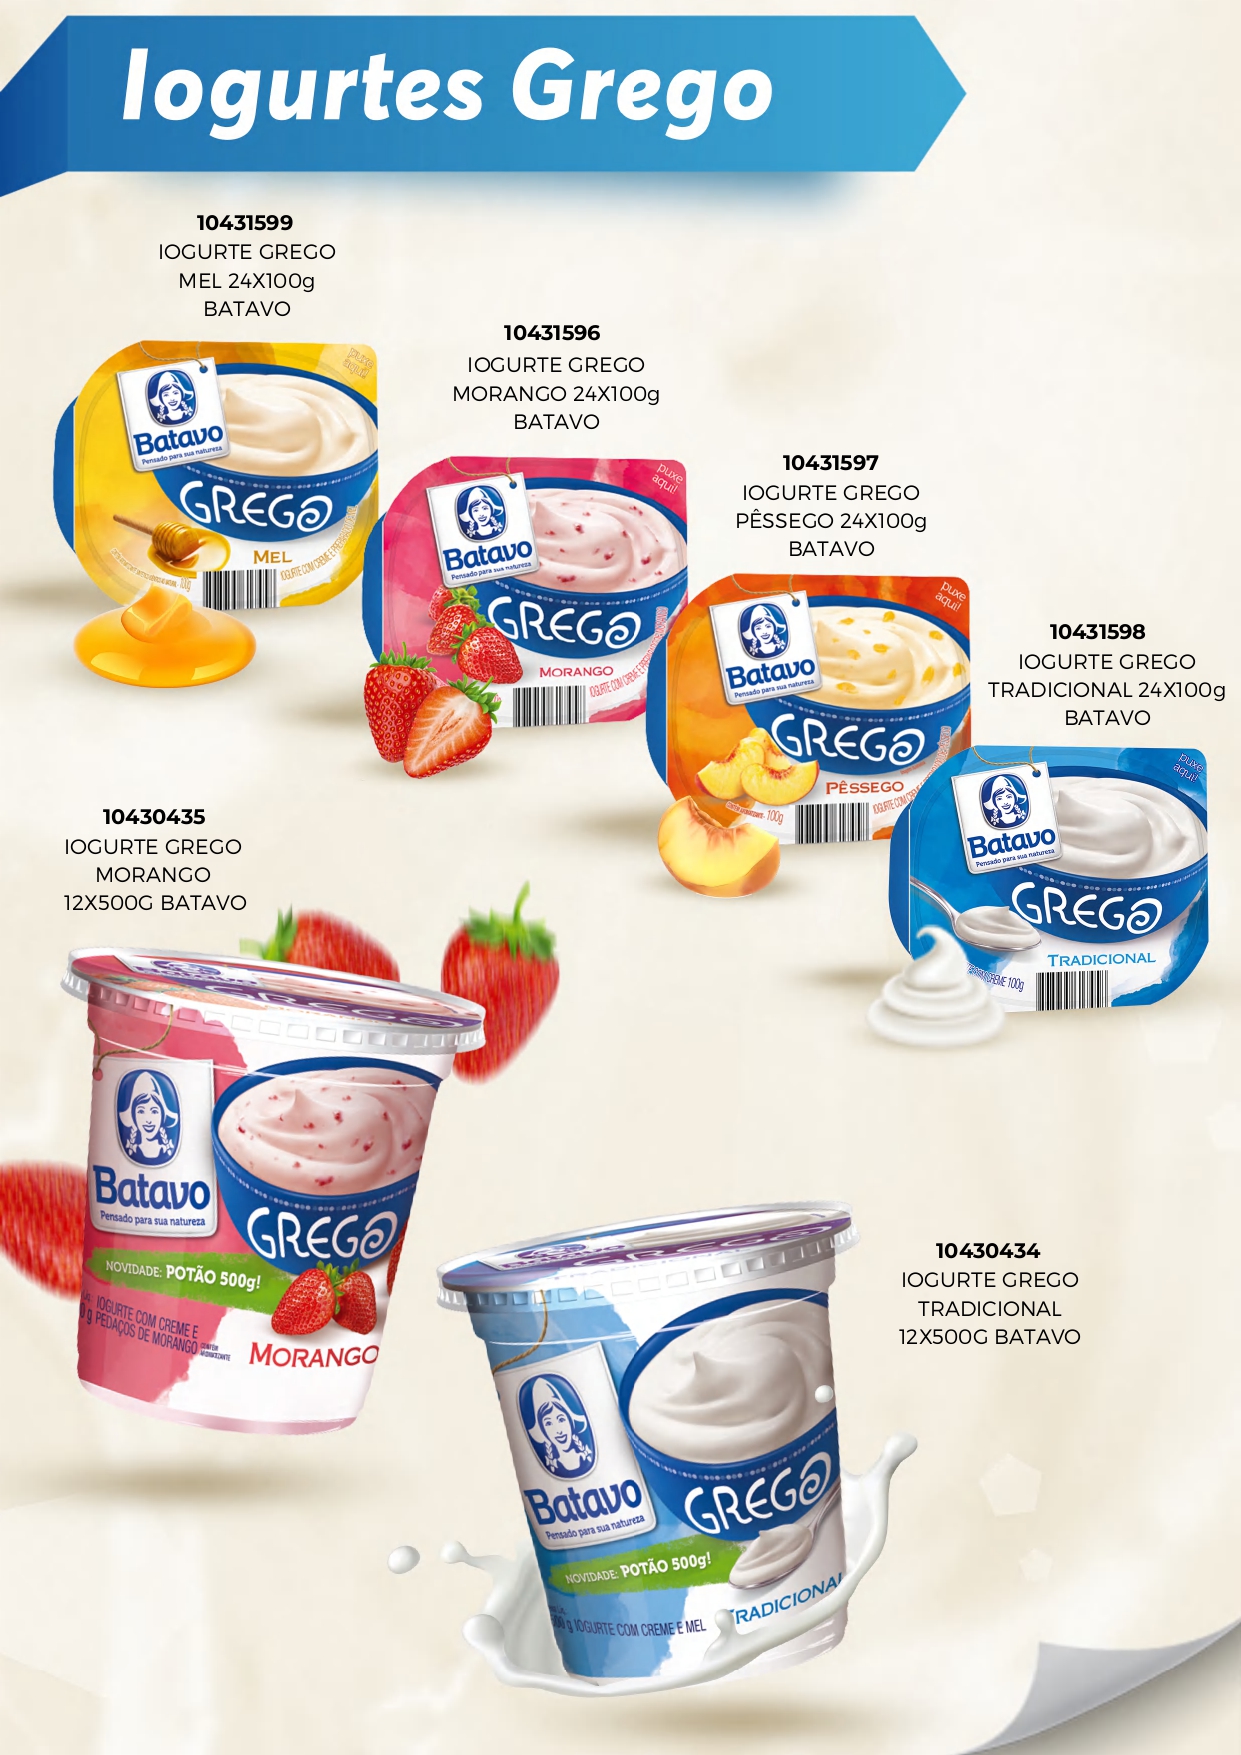 Iogurtes Grego
10431599
IOGURTE GREGO
MEL 24X100g
BATAVO
10431596
IOGURTE GREGO
MORANGO 24X100g
BATAVO
10431597
IOGURTE GREGO
PÊSSEGO 24X100g
BATAVO
10431598
IOGURTE GREGO
TRADICIONAL 24X100g
BATAVO
puxe
aqui!
Batavo
Pensado para sua natureza
GREGO
MEL
100g
puxe
aqui!
Batavo
Pensado para sua natureza
GREGO
MORANGO
puxe
aqui!
Batavo
Pensado para sua natureza
GREGO
PÊSSEGO
100g
puxe
aqui!
Batavo
Pensado para sua natureza
GREGO
TRADICIONAL
CREME 100g
10430435
IOGURTE GREGO
MORANGO
12X500G BATAVO
Batavo
Pensado para sua natureza
GREGO
NOVIDADE: POTÃO 500g!
IOGURTE COM CREME E
PEDAÇOS DE MORANGO
MORANGO
10430434
IOGURTE GREGO
TRADICIONAL
12X500G BATAVO
Batavo
Pensado para sua natureza
GREGO
NOVIDADE: POTÃO 500g!
IOGURTE COM CREME E MEL
TRADICIONAL